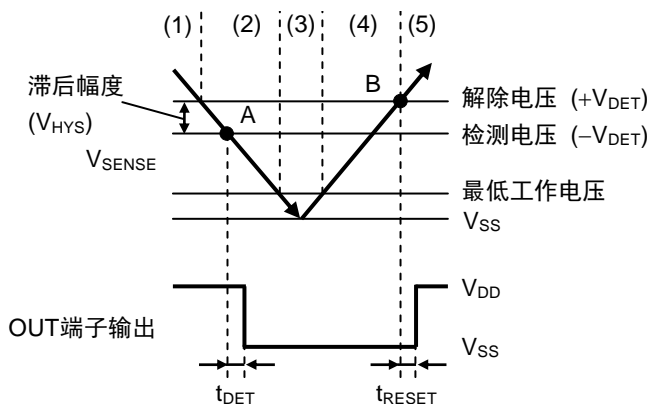 (1) (2) (3) (4) (5)
滞后幅度
(VHYS)
A
B
解除电压 (+VDET)
检测电压 (−VDET)
VSENSE
最低工作电压
VSS
VDD
OUT端子输出
VSS
tDET
tRESET